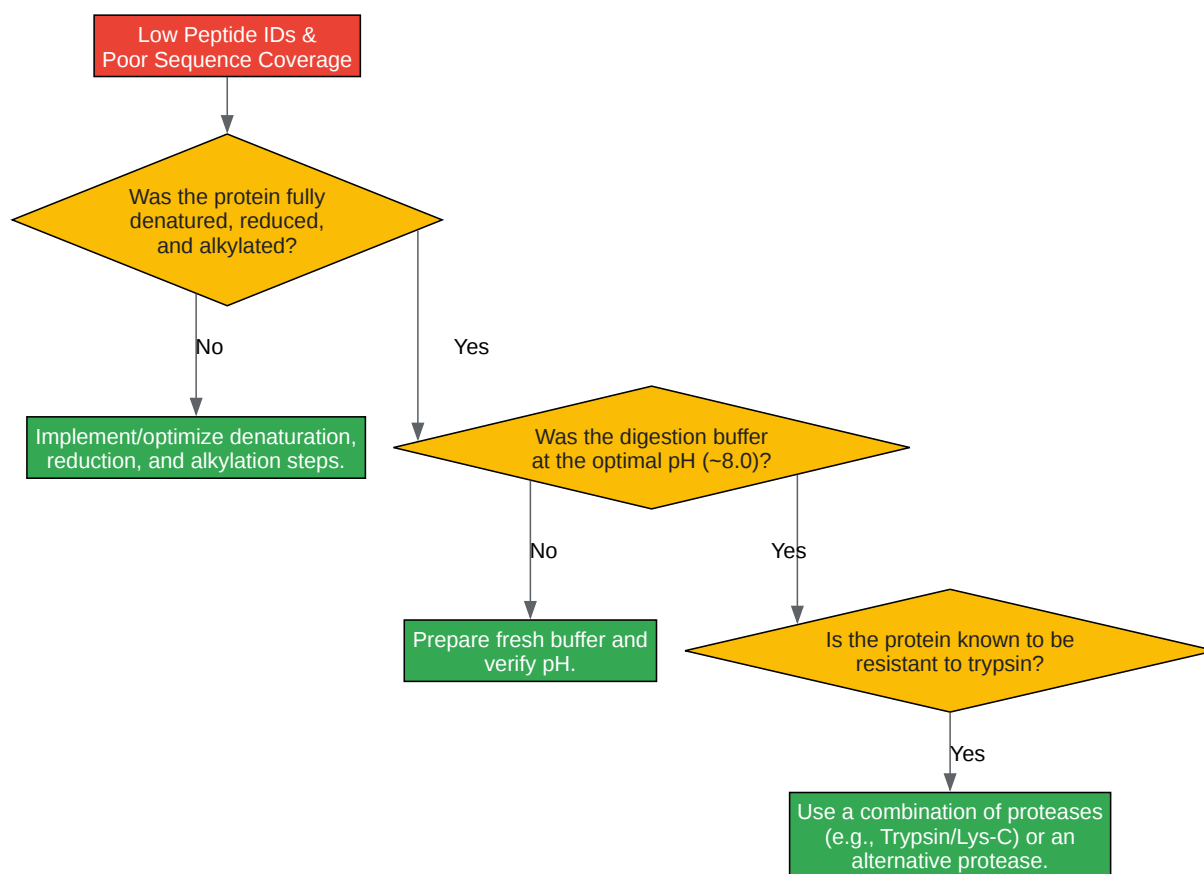 Low Peptide IDs &
Poor Sequence Coverage
Was the protein fully
denatured, reduced,
and alkylated?
No
Yes
Implement/optimize denaturation,
reduction, and alkylation steps.
Was the digestion buffer
at the optimal pH (~8.0)?
No
Yes
Prepare fresh buffer and
verify pH.
Is the protein known to be
resistant to trypsin?
Yes
Use a combination of proteases
(e.g., Trypsin/Lys-C) or an
alternative protease.